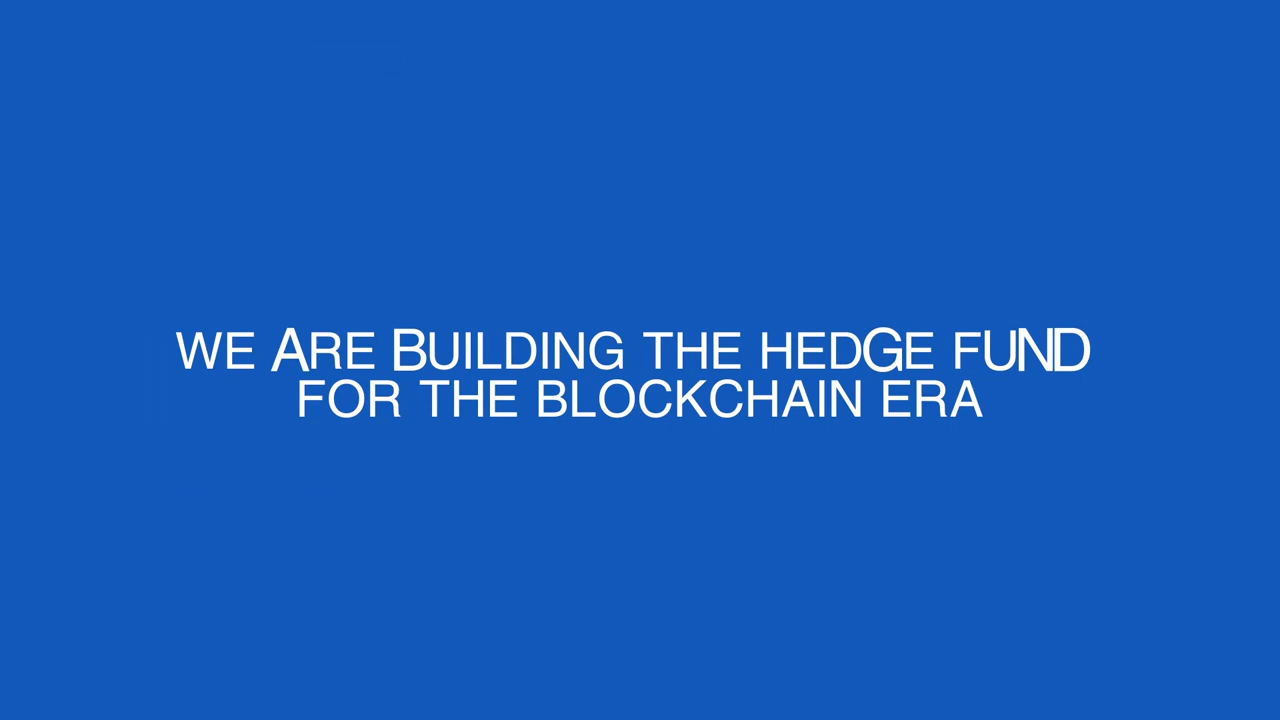 WE ARE BUILDING THE HEDGE FUND
FOR THE BLOCKCHAIN ERA